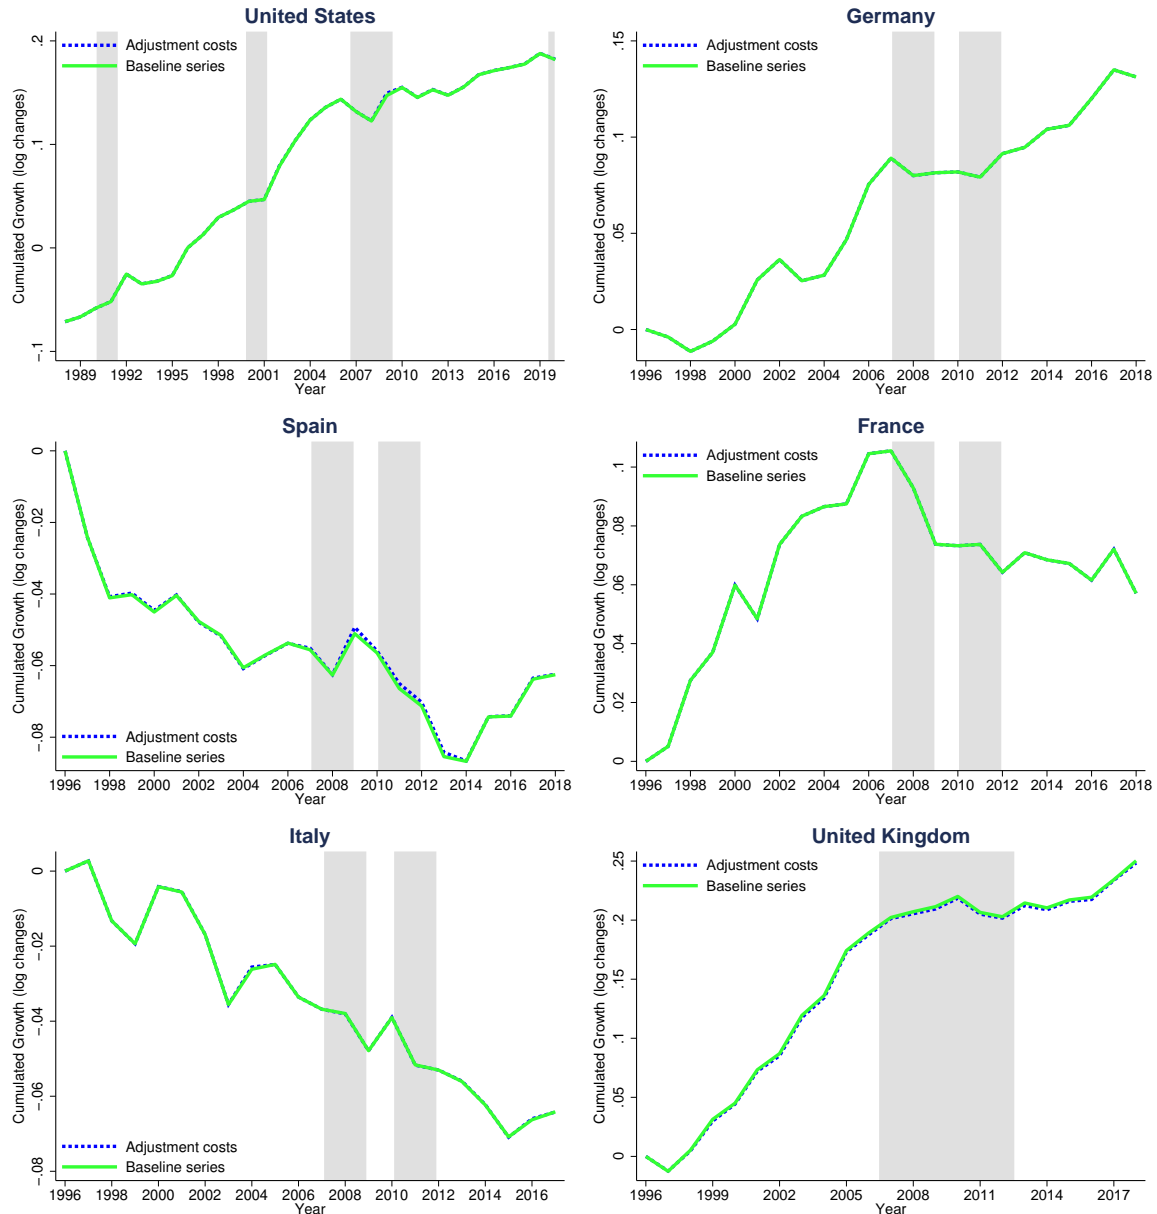 United States
Adjustment costs
Baseline series
Cumulated Growth (log changes)
.2
.1
0
-.1
1989 1992 1995 1998 2001 2004 2007 2010 2013 2016 2019
Year
Germany
Adjustment costs
Baseline series
Cumulated Growth (log changes)
.15
.1
.05
0
1996 1998 2000 2002 2004 2006 2008 2010 2012 2014 2016 2018
Year
Spain
Cumulated Growth (log changes)
0
-.02
-.04
-.06
-.08
Adjustment costs
Baseline series
1996 1998 2000 2002 2004 2006 2008 2010 2012 2014 2016 2018
Year
France
Adjustment costs
Baseline series
Cumulated Growth (log changes)
.1
.08
.06
.04
.02
0
1996 1998 2000 2002 2004 2006 2008 2010 2012 2014 2016 2018
Year
Italy
Cumulated Growth (log changes)
0
-.02
-.04
-.06
-.08
Adjustment costs
Baseline series
1996 1998 2000 2002 2004 2006 2008 2010 2012 2014 2016
Year
United Kingdom
Adjustment costs
Baseline series
Cumulated Growth (log changes)
.25
.2
.15
.1
.05
0
1996 1999 2002 2005 2008 2011 2014 2017
Year